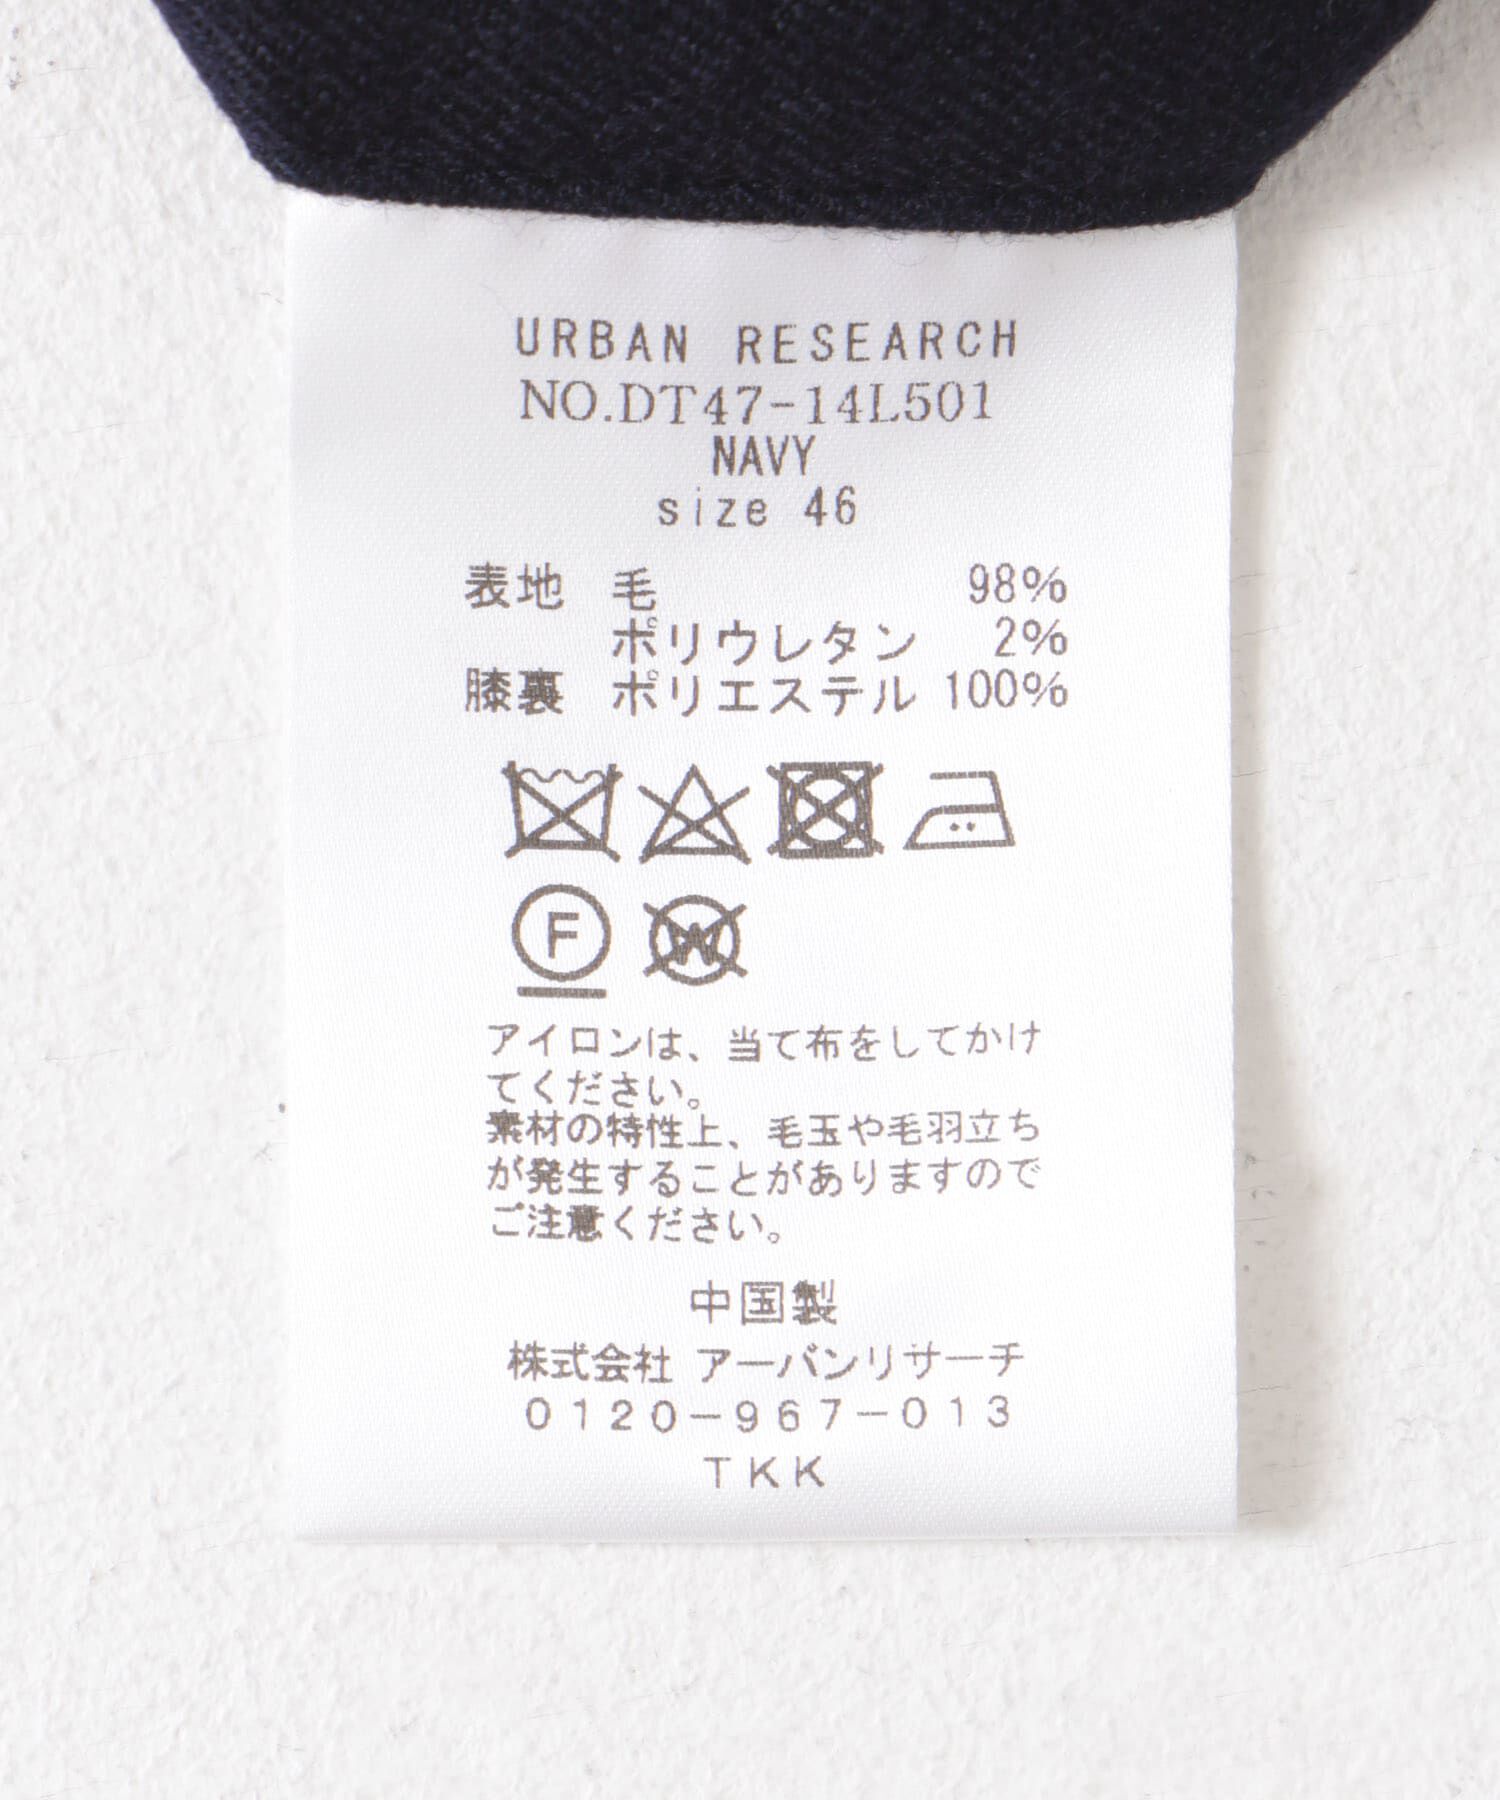 URBAN RESEARCH
NO.DT47-14L501
NAVY
size 46
表地 毛 98%
ポリウレタン 2%
膝裏 ポリエステル 100%
F W
アイロンは、当て布をしてかけ
てください。
素材の特性上、毛玉や毛羽立ち
が発生することがありますので
ご注意ください。
中国製
株式会社 アーバンリサーチ
0120-967-013
TKK